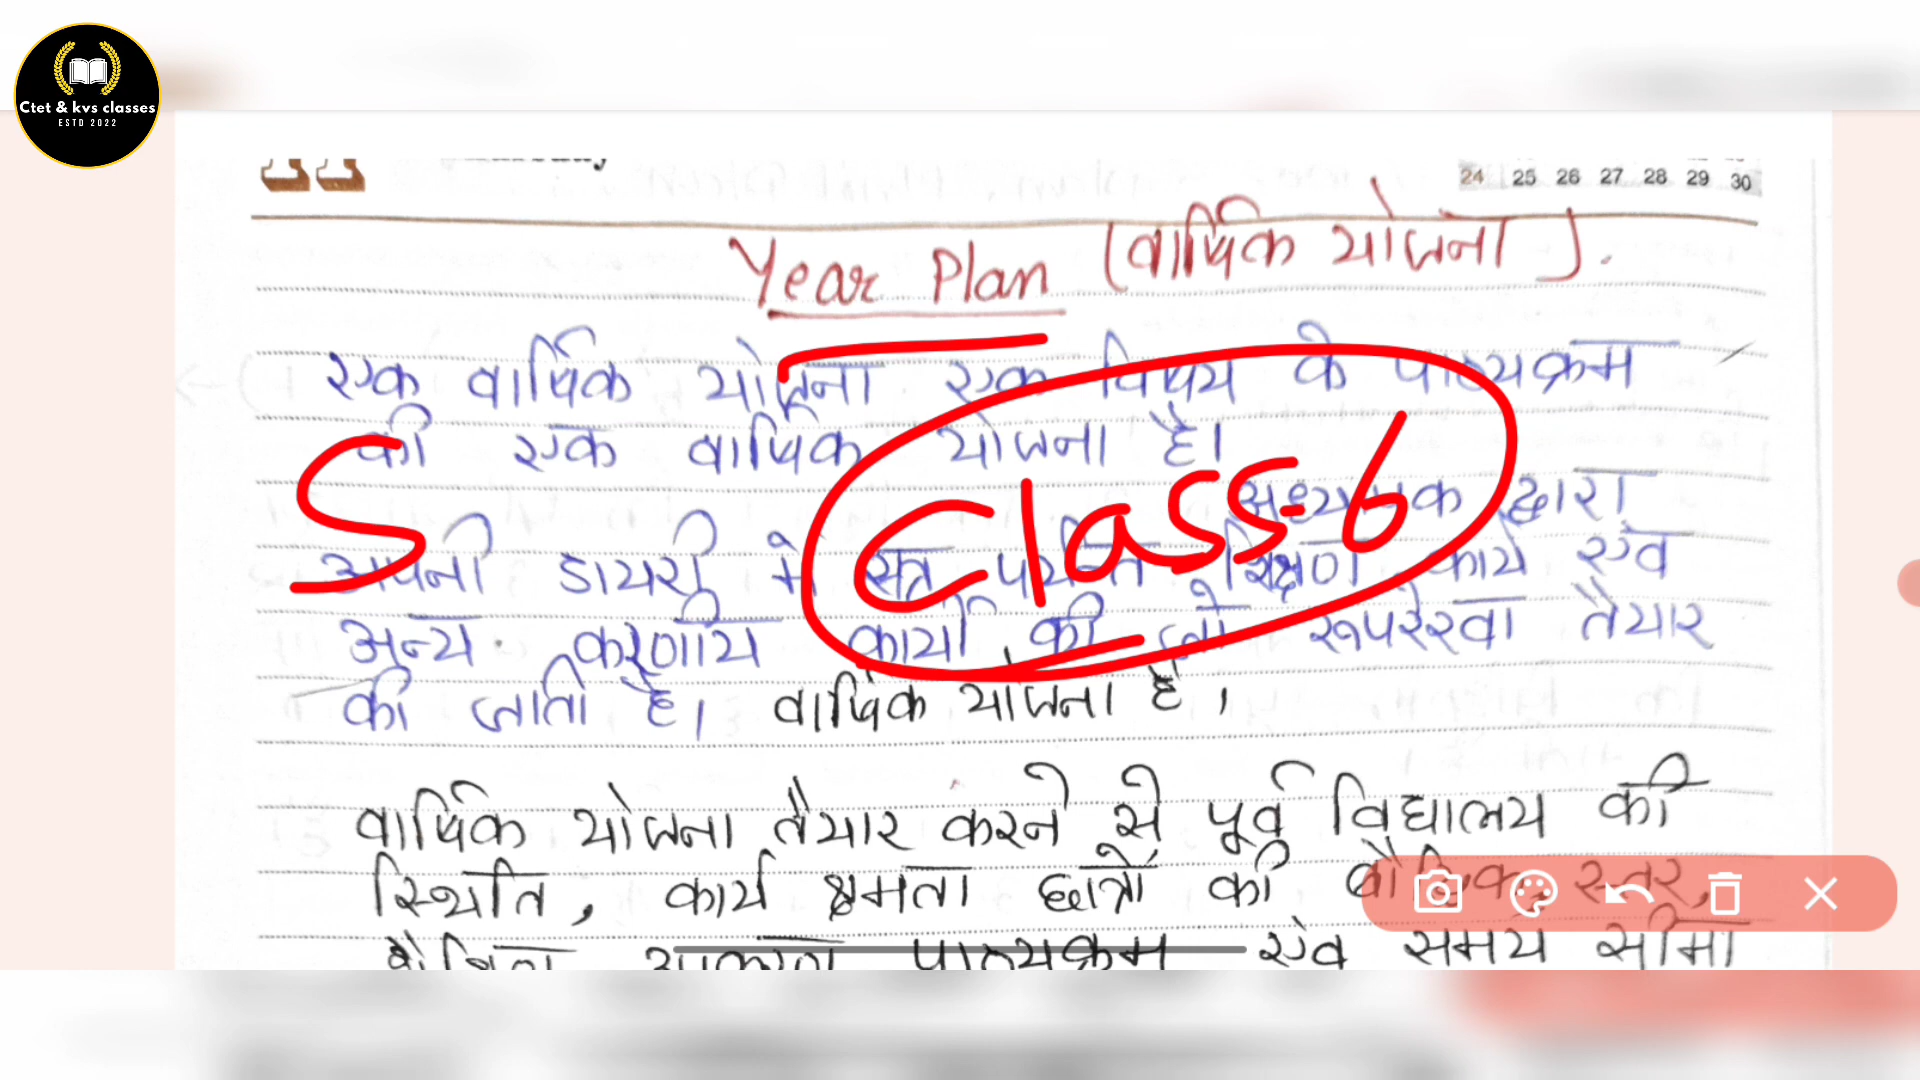 Ctet & kvs classes
ESTD 2022
24 25 26 27 28 29 30
Year Plan (वार्षिक योजना).
एक वार्षिक योजना एक विषय के पाठ्यक्रम
की एक वार्षिक योजना है।
Class-6
अध्यापक द्वारा
अपनी डायरी मे सत्र पर्यन्त शिक्षण कार्य एवं
अन्य करणीय कार्यो की जो रूपरेखा तैयार
की जाती है। वार्षिक योजना है।
वार्षिक योजना तैयार करने से पूर्व विद्यालय की
स्थिति, कार्य क्षमता छात्रों की बौद्धिक स्तर,
पाठ्यक्रम एंव समय सीमा